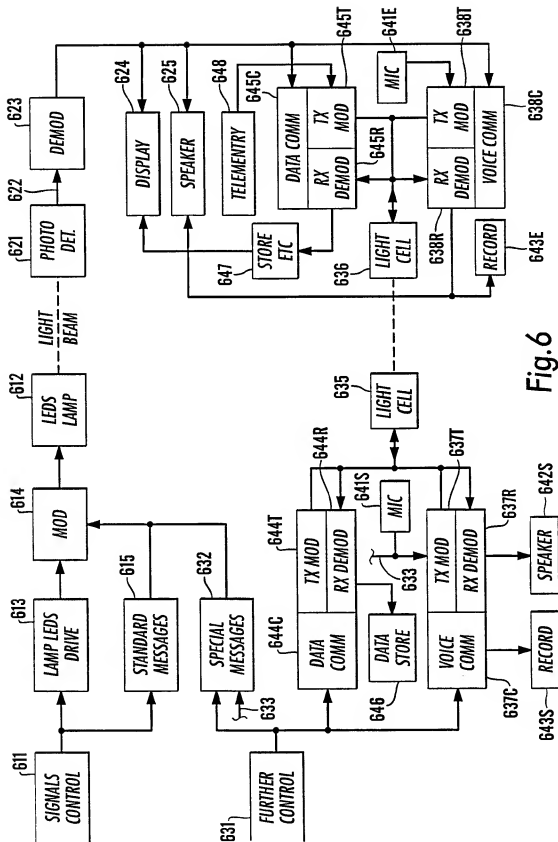 611
SIGNALS CONTROL
613
LAMP LEDS DRIVE
614
MOD
612
LEDS LAMP
LIGHT BEAM
621
PHOTO DET.
622
623
DEMOD
615
STANDARD MESSAGES
632
SPECIAL MESSAGES
633
631
FURTHER CONTROL
624
DISPLAY
625
SPEAKER
648
TELEMENTRY
647
STORE ETC
645C
DATA COMM
645T
TX MOD
645R
RX DEMOD
641E
MIC
636
LIGHT CELL
638T
TX MOD
638R
RX DEMOD
VOICE COMM
638C
643E
RECORD
635
LIGHT CELL
644C
DATA COMM
644T
TX MOD
644R
RX DEMOD
641S
MIC
633
646
DATA STORE
637C
VOICE COMM
637T
TX MOD
637R
RX DEMOD
643S
RECORD
642S
SPEAKER
Fig.6